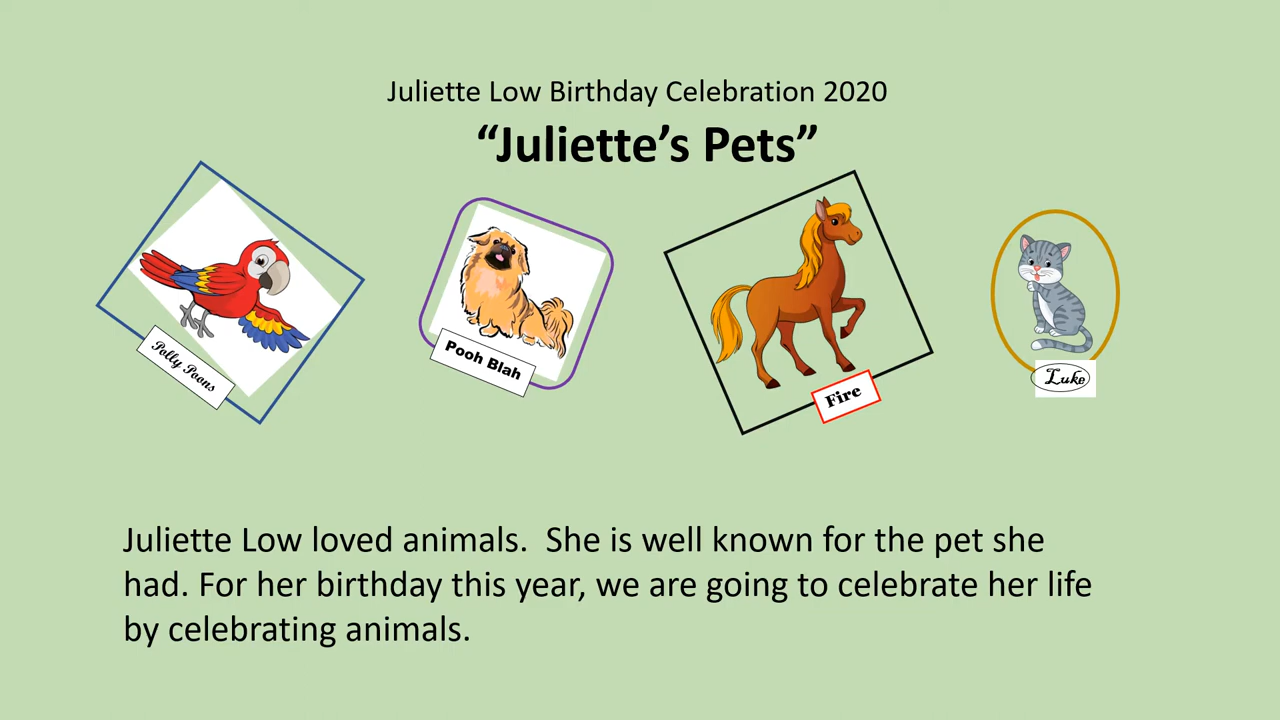 Juliette Low Birthday Celebration 2020
“Juliette’s Pets”
Polly Poons
Pooh Blah
Fire
Luke
Juliette Low loved animals.  She is well known for the pet she
had. For her birthday this year, we are going to celebrate her life
by celebrating animals.